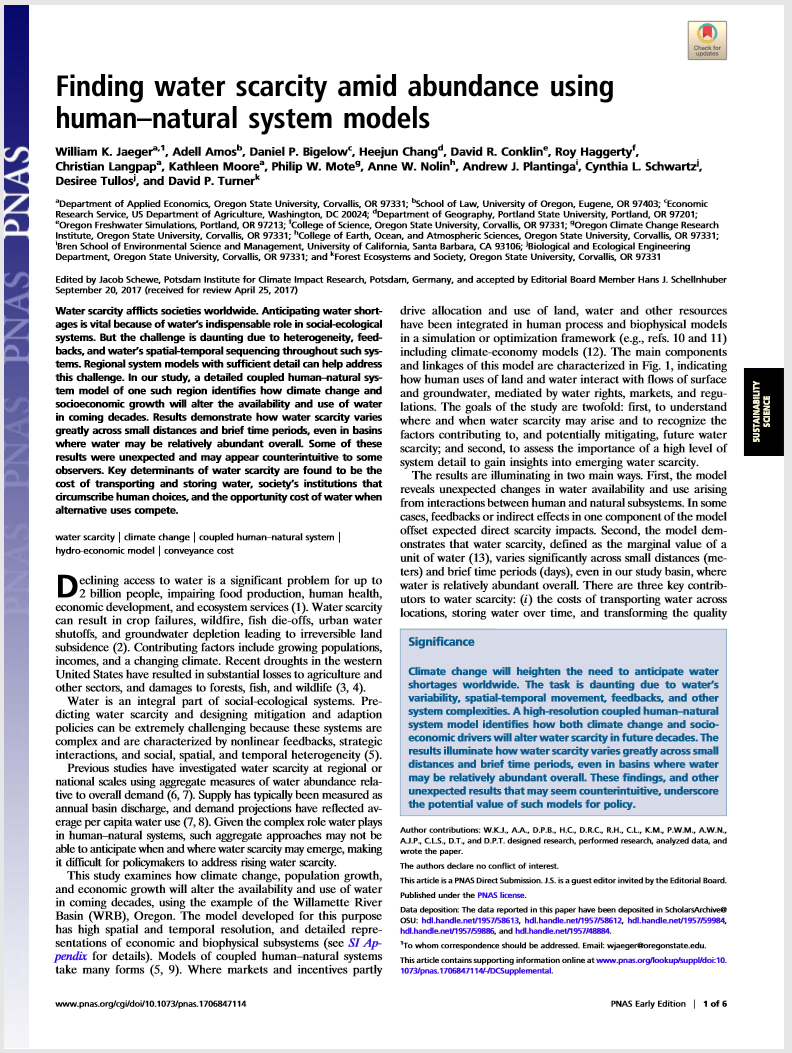 Check for
updates
Finding water scarcity amid abundance using
human–natural system models
William K. Jaegera,1, Adell Amosb, Daniel P. Bigelowc, Heejun Changd, David R. Conkline, Roy Haggertyf,
Christian Langpapa, Kathleen Moorea, Philip W. Moteg, Anne W. Nolinh, Andrew J. Plantingai, Cynthia L. Schwartzj,
Desiree Tullosj, and David P. Turnerk
aDepartment of Applied Economics, Oregon State University, Corvallis, OR 97331; bSchool of Law, University of Oregon, Eugene, OR 97403; cEconomic
Research Service, US Department of Agriculture, Washington, DC 20024; dDepartment of Geography, Portland State University, Portland, OR 97201;
eOregon Freshwater Simulations, Portland, OR 97213; fCollege of Science, Oregon State University, Corvallis, OR 97331; gOregon Climate Change Research
Institute, Oregon State University, Corvallis, OR 97331; hCollege of Earth, Ocean, and Atmospheric Sciences, Oregon State University, Corvallis, OR 97331;
iBren School of Environmental Science and Management, University of California, Santa Barbara, CA 93106; jBiological and Ecological Engineering
Department, Oregon State University, Corvallis, OR 97331; and kForest Ecosystems and Society, Oregon State University, Corvallis, OR 97331
Edited by Jacob Schewe, Potsdam Institute for Climate Impact Research, Potsdam, Germany, and accepted by Editorial Board Member Hans J. Schellnhuber
September 20, 2017 (received for review April 25, 2017)
Water scarcity afflicts societies worldwide. Anticipating water short-
ages is vital because of water's indispensable role in social-ecological
systems. But the challenge is daunting due to heterogeneity, feed-
backs, and water's spatial-temporal sequencing throughout such sys-
tems. Regional system models with sufficient detail can help address
this challenge. In our study, a detailed coupled human–natural sys-
tem model of one such region identifies how climate change and
socioeconomic growth will alter the availability and use of water
in coming decades. Results demonstrate how water scarcity varies
greatly across small distances and brief time periods, even in basins
where water may be relatively abundant overall. Some of these
results were unexpected and may appear counterintuitive to some
observers. Key determinants of water scarcity are found to be the
cost of transporting and storing water, society's institutions that
circumscribe human choices, and the opportunity cost of water when
alternative uses compete.
water scarcity | climate change | coupled human–natural system |
hydro-economic model | conveyance cost
Declining access to water is a significant problem for up to
2 billion people, impairing food production, human health,
economic development, and ecosystem services (1). Water scarcity
can result in crop failures, wildfire, fish die-offs, urban water
shutoffs, and groundwater depletion leading to irreversible land
subsidence (2). Contributing factors include growing populations,
incomes, and a changing climate. Recent droughts in the western
United States have resulted in substantial losses to agriculture and
other sectors, and damages to forests, fish, and wildlife (3, 4).
Water is an integral part of social-ecological systems. Pre-
dicting water scarcity and designing mitigation and adaption
policies can be extremely challenging because these systems are
complex and are characterized by nonlinear feedbacks, strategic
interactions, and social, spatial, and temporal heterogeneity (5).
Previous studies have investigated water scarcity at regional or
national scales using aggregate measures of water abundance rela-
tive to overall demand (6, 7). Supply has typically been measured as
annual basin discharge, and demand projections have reflected av-
erage per capita water use (7, 8). Given the complex role water plays
in human–natural systems, such aggregate approaches may not be
able to anticipate when and where water scarcity may emerge, making
it difficult for policymakers to address rising water scarcity.
This study examines how climate change, population growth,
and economic growth will alter the availability and use of water
in coming decades, using the example of the Willamette River
Basin (WRB), Oregon. The model developed for this purpose
has high spatial and temporal resolution, and detailed repre-
sentations of economic and biophysical subsystems (see SI Ap-
pendix for details). Models of coupled human–natural systems
take many forms (5, 9). Where markets and incentives partly
drive allocation and use of land, water and other resources
have been integrated in human process and biophysical models
in a simulation or optimization framework (e.g., refs. 10 and 11)
including climate-economy models (12). The main components
and linkages of this model are characterized in Fig. 1, indicating
how human uses of land and water interact with flows of surface
and groundwater, mediated by water rights, markets, and regu-
lations. The goals of the study are twofold: first, to understand
where and when water scarcity may arise and to recognize the
factors contributing to, and potentially mitigating, future water
scarcity; and second, to assess the importance of a high level of
system detail to gain insights into emerging water scarcity.
The results are illuminating in two main ways. First, the model
reveals unexpected changes in water availability and use arising
from interactions between human and natural subsystems. In some
cases, feedbacks or indirect effects in one component of the model
offset expected direct scarcity impacts. Second, the model dem-
onstrates that water scarcity, defined as the marginal value of a
unit of water (13), varies significantly across small distances (me-
ters) and brief time periods (days), even in our study basin, where
water is relatively abundant overall. There are three key contrib-
utors to water scarcity: (i) the costs of transporting water across
locations, storing water over time, and transforming the quality
Significance
Climate change will heighten the need to anticipate water
shortages worldwide. The task is daunting due to water's
variability, spatial-temporal movement, feedbacks, and other
system complexities. A high-resolution coupled human–natural
system model identifies how both climate change and socio-
economic drivers will alter water scarcity in future decades. The
results illuminate how water scarcity varies greatly across small
distances and brief time periods, even in basins where water
may be relatively abundant overall. These findings, and other
unexpected results that may seem counterintuitive, underscore
the potential value of such models for policy.
Author contributions: W.K.J., A.A., D.P.B., H.C., D.R.C., R.H., C.L., K.M., P.W.M., A.W.N.,
A.J.P., C.L.S., D.T., and D.P.T. designed research, performed research, analyzed data, and
wrote the paper.
The authors declare no conflict of interest.
This article is a PNAS Direct Submission. J.S. is a guest editor invited by the Editorial Board.
Published under the PNAS license.
Data deposition: The data reported in this paper have been deposited in ScholarsArchive@
OSU: hdl.handle.net/1957/58613, hdl.handle.net/1957/58612, hdl.handle.net/1957/59984,
hdl.handle.net/1957/59886, and hdl.handle.net/1957/48884.
1To whom correspondence should be addressed. Email: wjaeger@oregonstate.edu.
This article contains supporting information online at www.pnas.org/lookup/suppl/doi:10.
1073/pnas.1706847114/-/DCSupplemental.
SUSTAINABILITY
SCIENCE
PNAS PNAS PNAS
www.pnas.org/cgi/doi/10.1073/pnas.1706847114
PNAS Early Edition | 1 of 6